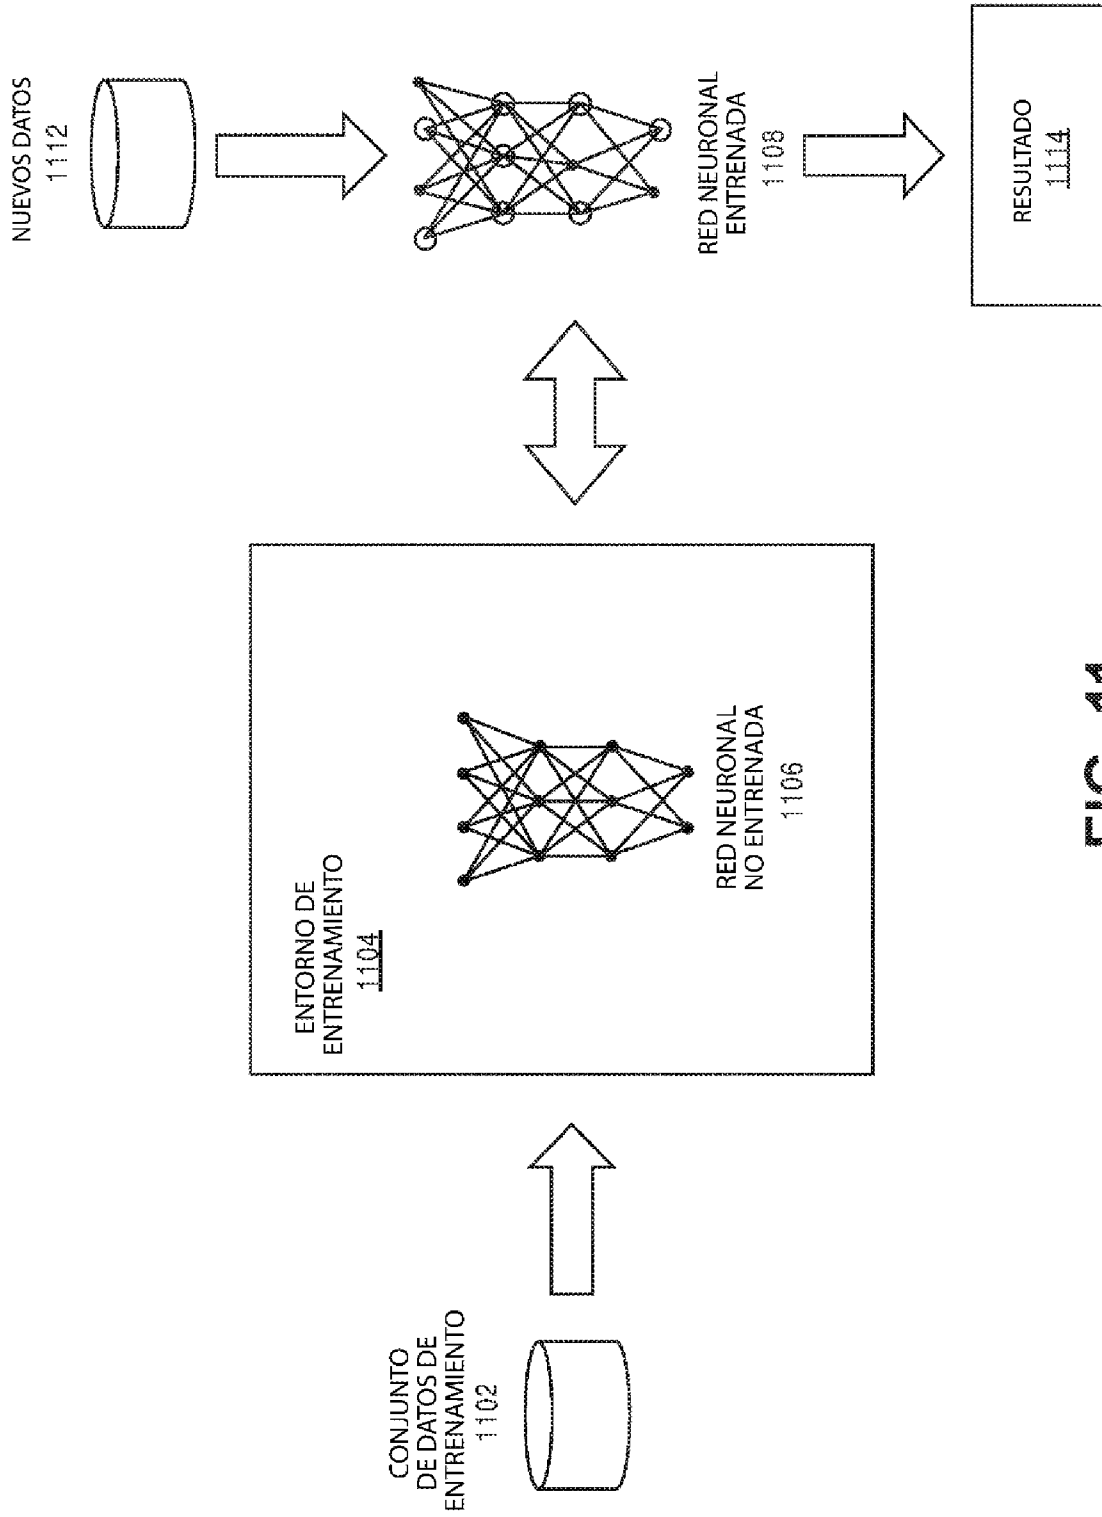 NUEVOS DATOS
1112
ENTORNO DE
ENTRENAMIENTO
1104
CONJUNTO
DE DATOS DE
ENTRENAMIENTO
1102
RED NEURONAL
NO ENTRENADA
1106
RED NEURONAL
ENTRENADA
1108
RESULTADO
1114